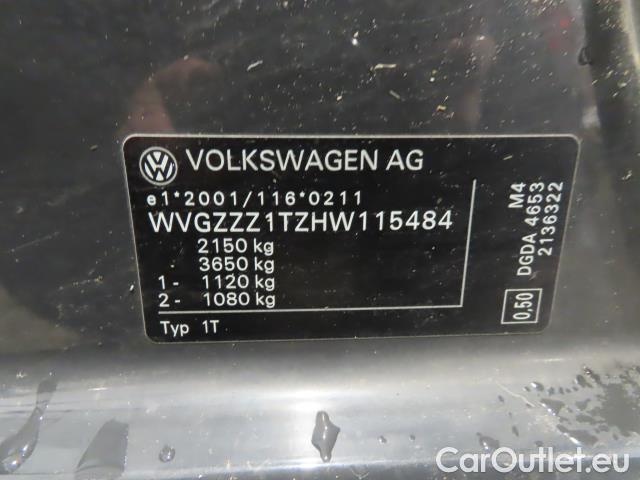 VOLKSWAGEN AG
e1*2001/116*0211
WVGZZZ1TZHW115484
2150 kg
3650 kg
1- 1120 kg
2- 1080 kg
Typ 1T
0,50
M4
DGDA 4653
2136322
CarOutlet.eu